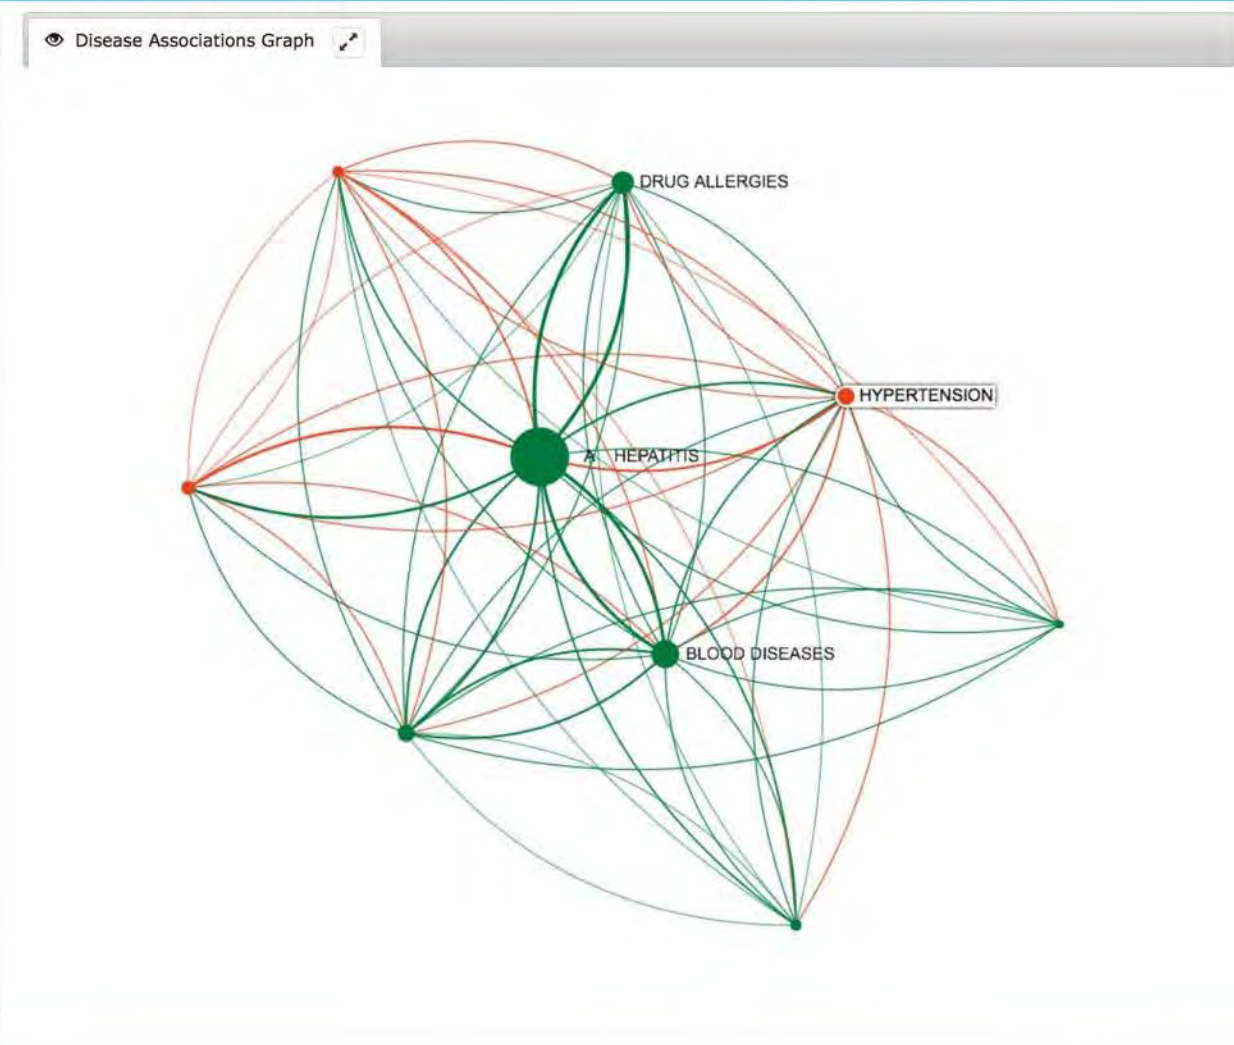 Disease Associations Graph
DRUG ALLERGIES
HYPERTENSION
A HEPATITIS
BLOOD DISEASES